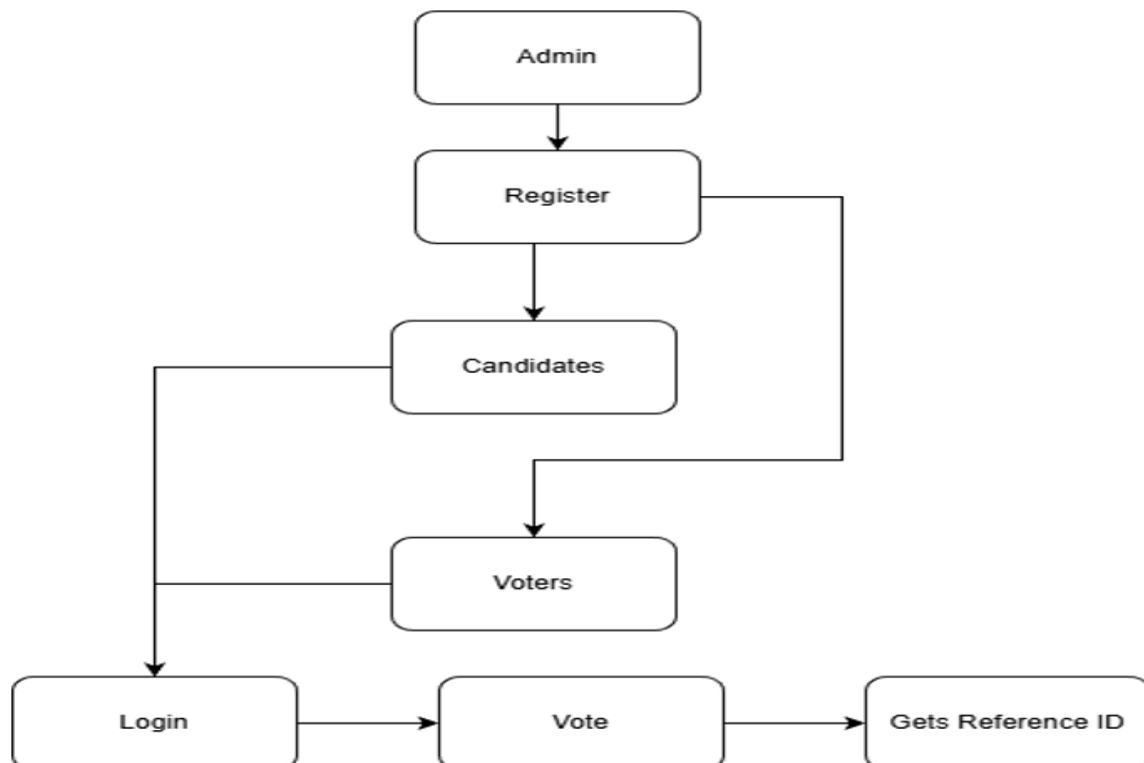 Admin
Register
Candidates
Voters
Login
Vote
Gets Reference ID